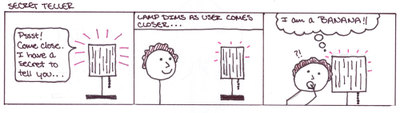 SECRET TELLER
Pssst!
Come close.
I have a
secret to
tell you...
LAMP DIMS AS USER COMES
CLOSER...
I am a BANANA!!
?!